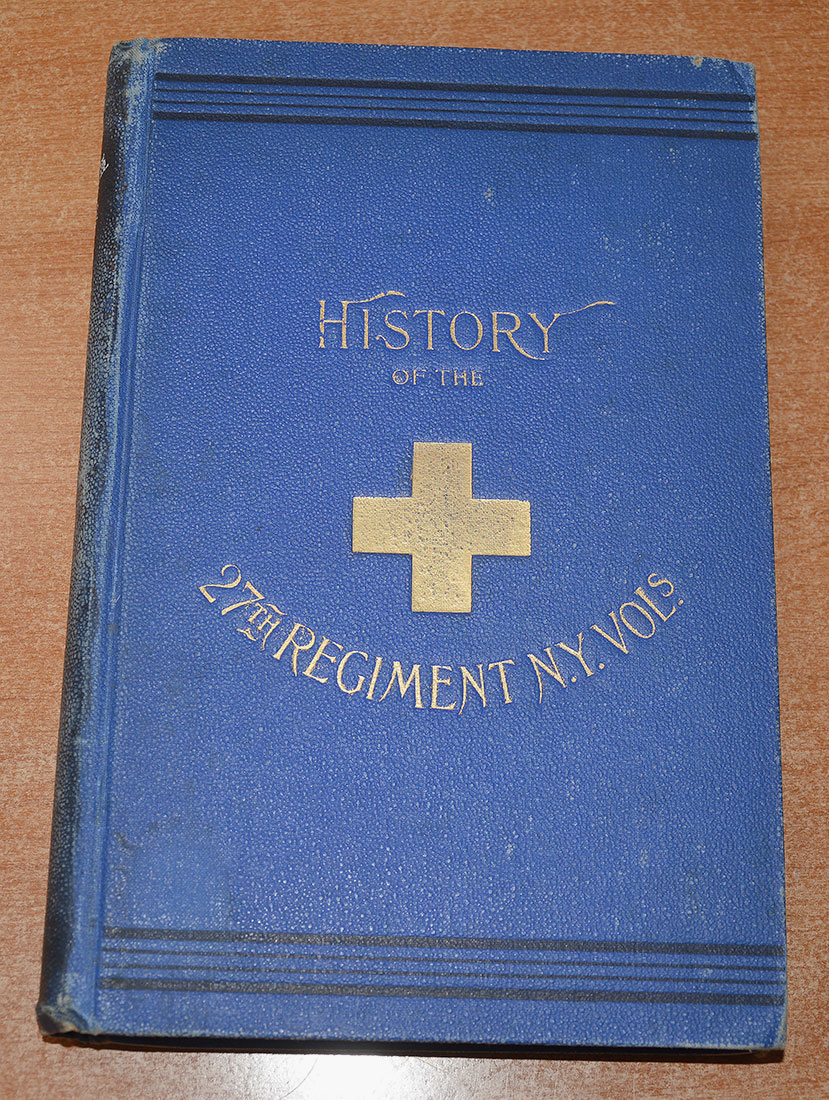 HISTORY
OF THE
27TH REGIMENT N.Y. VOLS.